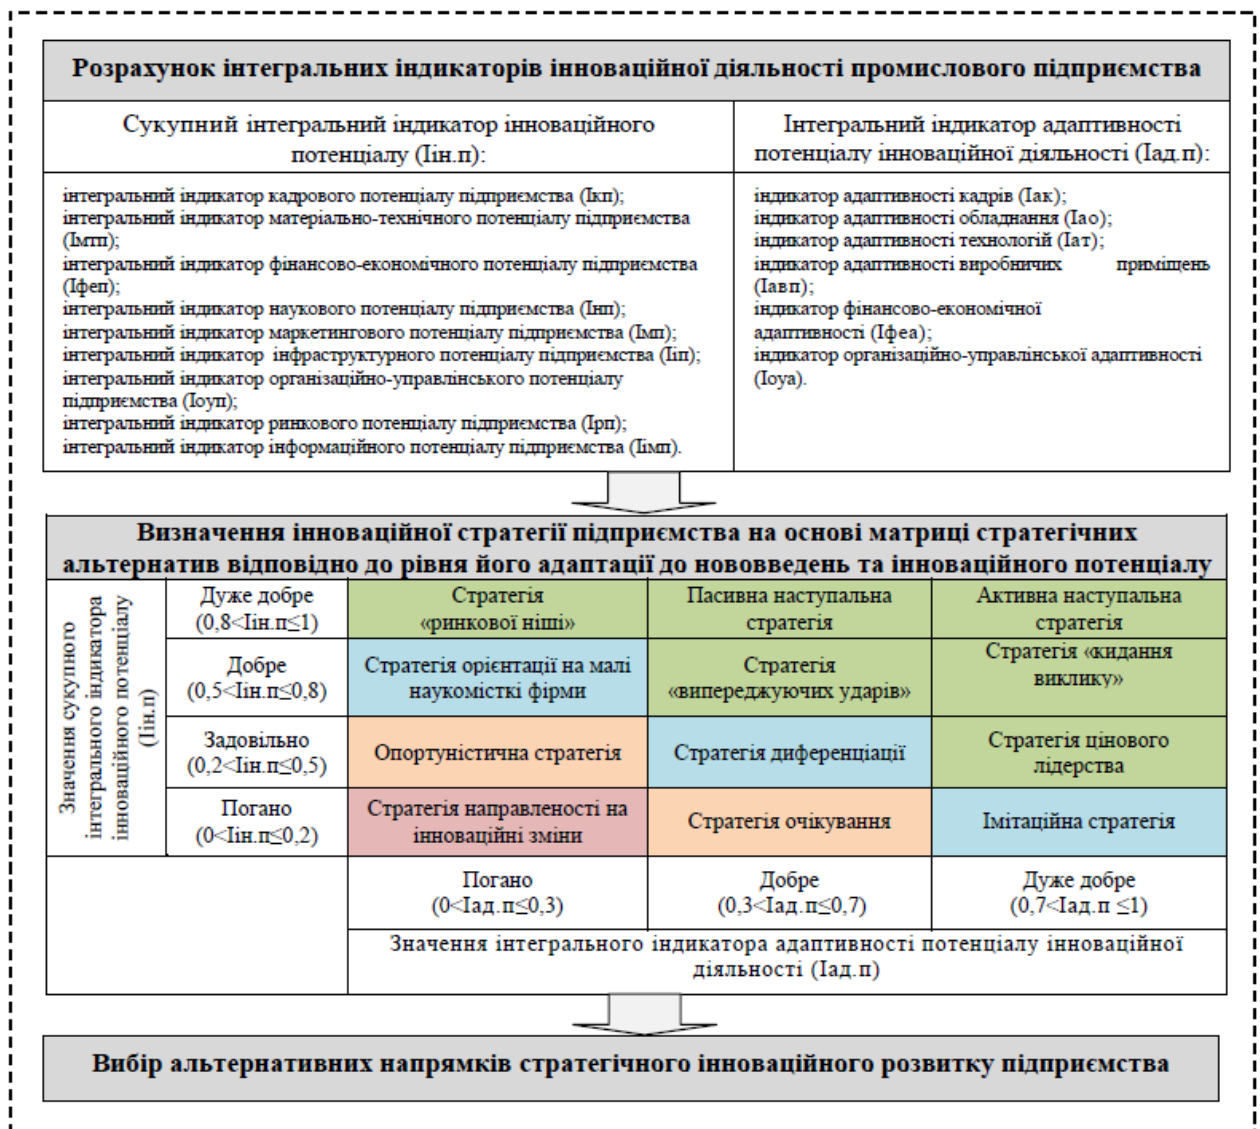 Розрахунок інтегральних індикаторів інноваційної діяльності промислового підприємства
Сукупний інтегральний індикатор інноваційного
потенціалу (Іін.п):
інтегральний індикатор кадрового потенціалу підприємства (Ікп);
інтегральний індикатор матеріально-технічного потенціалу підприємства
(Імтп);
інтегральний індикатор фінансово-економічного потенціалу підприємства
(Іфеп);
інтегральний індикатор наукового потенціалу підприємства (Інп);
інтегральний індикатор маркетингового потенціалу підприємства (Імп);
інтегральний індикатор інфраструктурного потенціалу підприємства (Іір);
інтегральний індикатор організаційно-управлінського потенціалу
підприємства (Іоуп);
інтегральний індикатор ринкового потенціалу підприємства (Ірп);
інтегральний індикатор інформаційного потенціалу підприємства (Іімп).
Інтегральний індикатор адаптивності
потенціалу інноваційної діяльності (Іад.п):
індикатор адаптивності кадрів (Іак);
індикатор адаптивності обладнання (Іао);
індикатор адаптивності технологій (Іат);
індикатор адаптивності виробничих приміщень
(Іавп);
індикатор фінансово-економічної
адаптивності (Іфеа);
індикатор організаційно-управлінської адаптивності
(Іоуа).
Визначення інноваційної стратегії підприємства на основі матриці стратегічних
альтернатив відповідно до рівня його адаптації до нововведень та інноваційного потенціалу
Значення сукупного
інтегрального індикатора
інноваційного потенціалу
(Іін.п)
Дуже добре
(0,8<Іін.п≤1)
Стратегія
«ринкової ніші»
Пасивна наступальна
стратегія
Активна наступальна
стратегія
Добре
(0,5<Іін.п≤0,8)
Стратегія орієнтації на малі
наукомісткі фірми
Стратегія
«випереджуючих ударів»
Стратегія «кидання
виклику»
Задовільно
(0,2<Іін.п≤0,5)
Опортуністична стратегія
Стратегія диференціації
Стратегія цінового
лідерства
Погано
(0<Іін.п≤0,2)
Стратегія направленості на
інноваційні зміни
Стратегія очікування
Імітаційна стратегія
Погано
(0<Іад.п≤0,3)
Добре
(0,3<Іад.п≤0,7)
Дуже добре
(0,7<Іад.п ≤1)
Значення інтегрального індикатора адаптивності потенціалу інноваційної
діяльності (Іад.п)
Вибір альтернативних напрямків стратегічного інноваційного розвитку підприємства